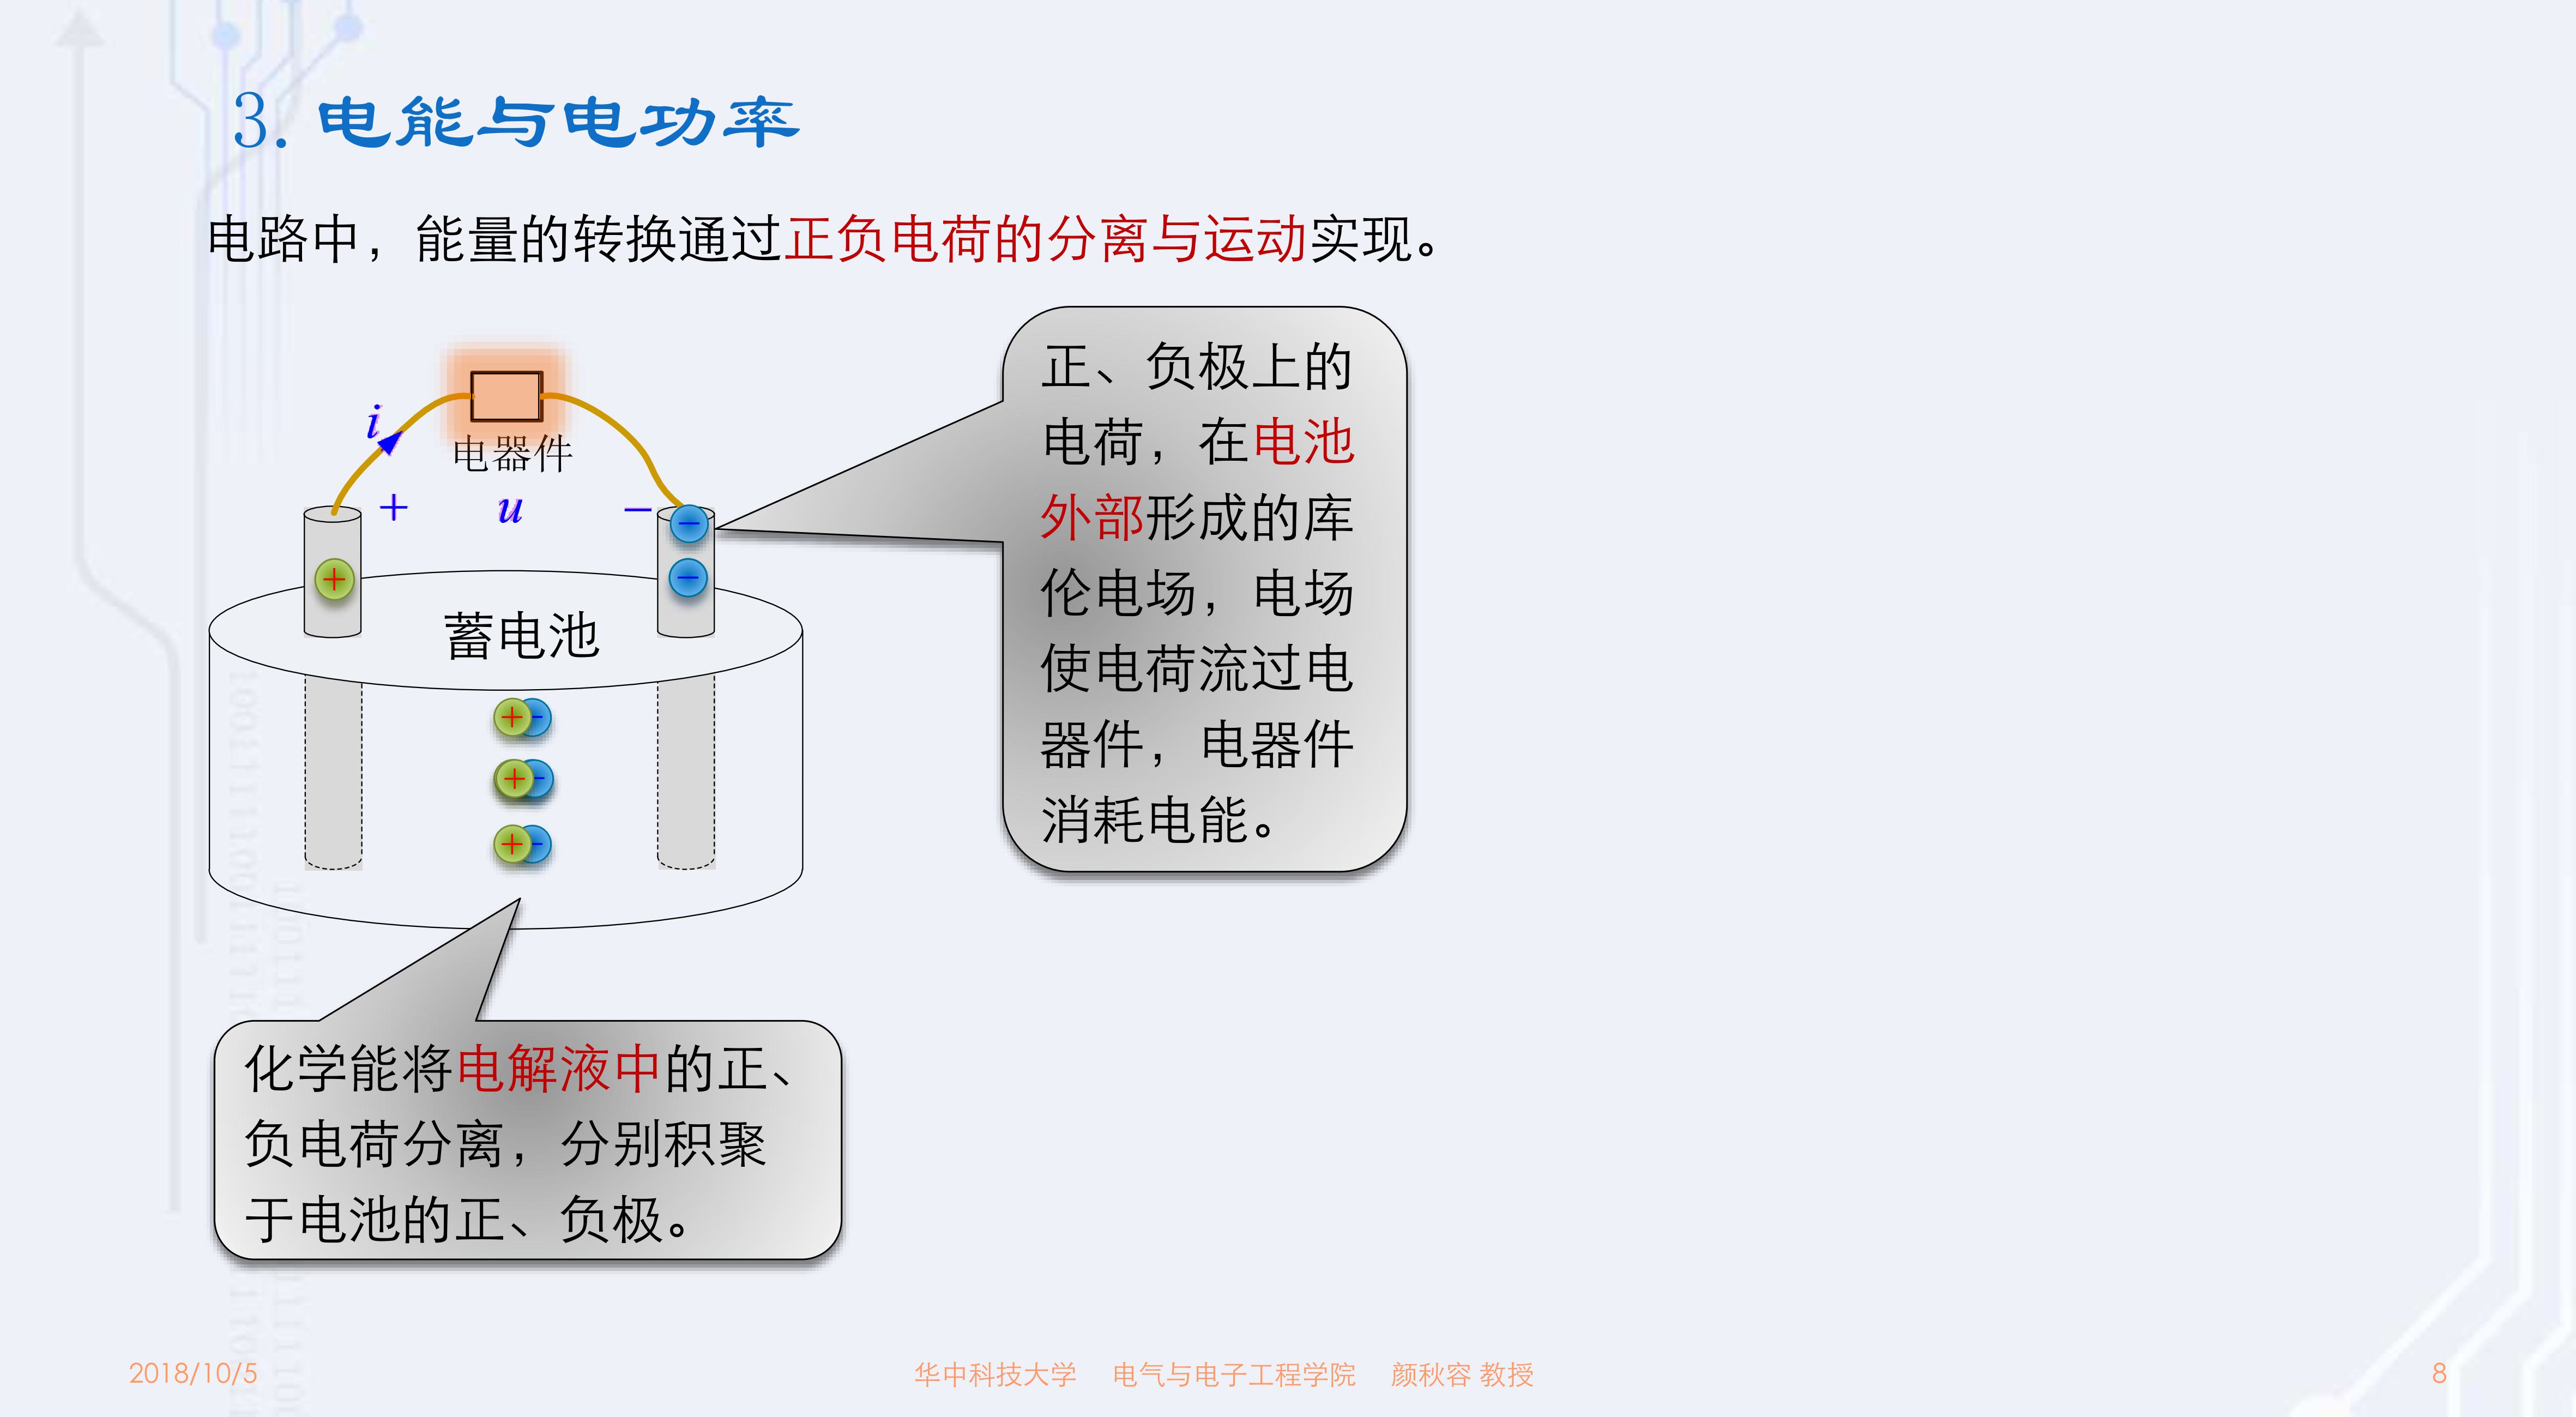 3. 电能与电功率
电路中，能量的转换通过正负电荷的分离与运动实现。
i
电器件
+ u −
+
−
−
蓄电池
+ -
+ -
+ -
正、负极上的
电荷，在电池
外部形成的库
伦电场，电场
使电荷流过电
器件，电器件
消耗电能。
化学能将电解液中的正、
负电荷分离，分别积聚
于电池的正、负极。
2018/10/5
华中科技大学 电气与电子工程学院 颜秋容 教授
8